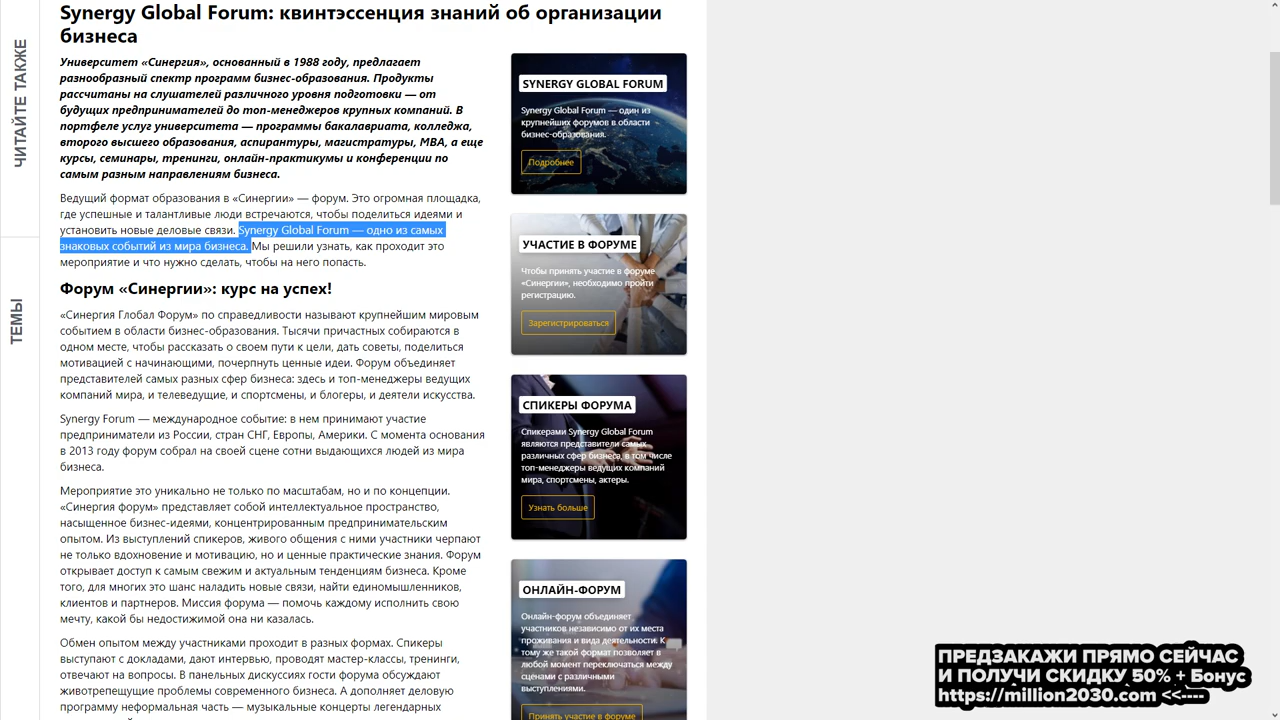 Synergy Global Forum: квинтэссенция знаний об организации
бизнеса
ЧИТАЙТЕ ТАКЖЕ
ТЕМЫ
Университет «Синергия», основанный в 1988 году, предлагает
разнообразный спектр программ бизнес-образования. Продукты
рассчитаны на слушателей различного уровня подготовки — от
будущих предпринимателей до топ-менеджеров крупных компаний. В
портфеле услуг университета — программы бакалавриата, колледжа,
второго высшего образования, аспирантуры, магистратуры, MBA, а еще
курсы, семинары, тренинги, онлайн-практикумы и конференции по
самым разным направлениям бизнеса.
Ведущий формат образования в «Синергии» — форум. Это огромная площадка,
где успешные и талантливые люди встречаются, чтобы поделиться идеями и
установить новые деловые связи. Synergy Global Forum — одно из самых
знаковых событий из мира бизнеса. Мы решили узнать, как проходит это
мероприятие и что нужно сделать, чтобы на него попасть.
Форум «Синергии»: курс на успех!
«Синергия Глобал Форум» по справедливости называют крупнейшим мировым
событием в области бизнес-образования. Тысячи причастных собираются в
одном месте, чтобы рассказать о своем пути к цели, дать советы, поделиться
мотивацией с начинающими, почерпнуть ценные идеи. Форум объединяет
представителей самых разных сфер бизнеса: здесь и топ-менеджеры ведущих
компаний мира, и телеведущие, и спортсмены, и блогеры, и деятели искусства.
Synergy Forum — международное событие: в нем принимают участие
предприниматели из России, стран СНГ, Европы, Америки. С момента основания
в 2013 году форум собрал на своей сцене сотни выдающихся людей из мира
бизнеса.
Мероприятие это уникально не только по масштабам, но и по концепции.
«Синергия форум» представляет собой интеллектуальное пространство,
насыщенное бизнес-идеями, концентрированным предпринимательским
опытом. Из выступлений спикеров, живого общения с ними участники черпают
не только вдохновение и мотивацию, но и ценные практические знания. Форум
открывает доступ к самым свежим и актуальным тенденциям бизнеса. Кроме
того, для многих это шанс наладить новые связи, найти единомышленников,
клиентов и партнеров. Миссия форума — помочь каждому исполнить свою
мечту, какой бы недостижимой она ни казалась.
Обмен опытом между участниками проходит в разных формах. Спикеры
выступают с докладами, дают интервью, проводят мастер-классы, тренинги,
отвечают на вопросы. В панельных дискуссиях гости форума обсуждают
животрепещущие проблемы современного бизнеса. А дополняет деловую
программу неформальная часть — музыкальные концерты легендарных
SYNERGY GLOBAL FORUM
Synergy Global Forum — один из
крупнейших форумов в области
бизнес-образования.
Подробнее
УЧАСТИЕ В ФОРУМЕ
Чтобы принять участие в форуме
«Синергии», необходимо пройти
регистрацию.
Зарегистрироваться
СПИКЕРЫ ФОРУМА
Спикерами Synergy Global Forum
являются представители самых
различных сфер бизнеса, в том числе
топ-менеджеры ведущих компаний
мира, спортсмены, актеры.
Узнать больше
ОНЛАЙН-ФОРУМ
Онлайн-форум объединяет
участников независимо от их места
проживания и вида деятельности. К
тому же такой формат позволяет в
любой момент переключаться между
сценами с различными
выступлениями.
Принять участие в форуме
ПРЕДЗАКАЖИ ПРЯМО СЕЙЧАС
И ПОЛУЧИ СКИДКУ 50% + Бонус
https://million2030.com <<----